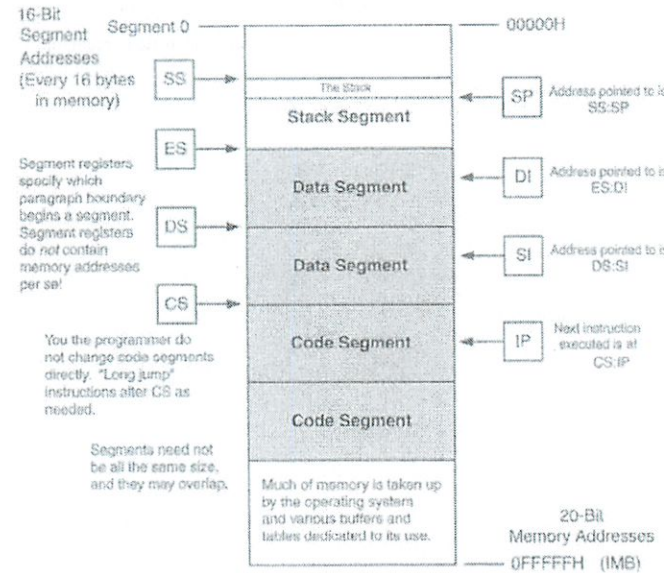 16-Bit
Segment
Addresses
(Every 16 bytes
in memory)
Segment 0
00000H
SS
The Stack
Stack Segment
SP
Address pointed to is
SS:SP
ES
Segment registers
specify which
paragraph boundary
begins a segment.
Segment registers
do not contain
memory addresses
per se!
Data Segment
DI
Address pointed to is
ES:DI
DS
Data Segment
SI
Address pointed to is
DS:SI
CS
You the programmer do
not change code segments
directly. "Long jump"
instructions alter CS as
needed.
Code Segment
IP
Next instruction
executed is at
CS:IP
Code Segment
Segments need not
be all the same size,
and they may overlap.
Much of memory is taken up
by the operating system
and various buffers and
tables dedicated to its use.
20-Bit
Memory Addresses
0FFFFFH (IMB)